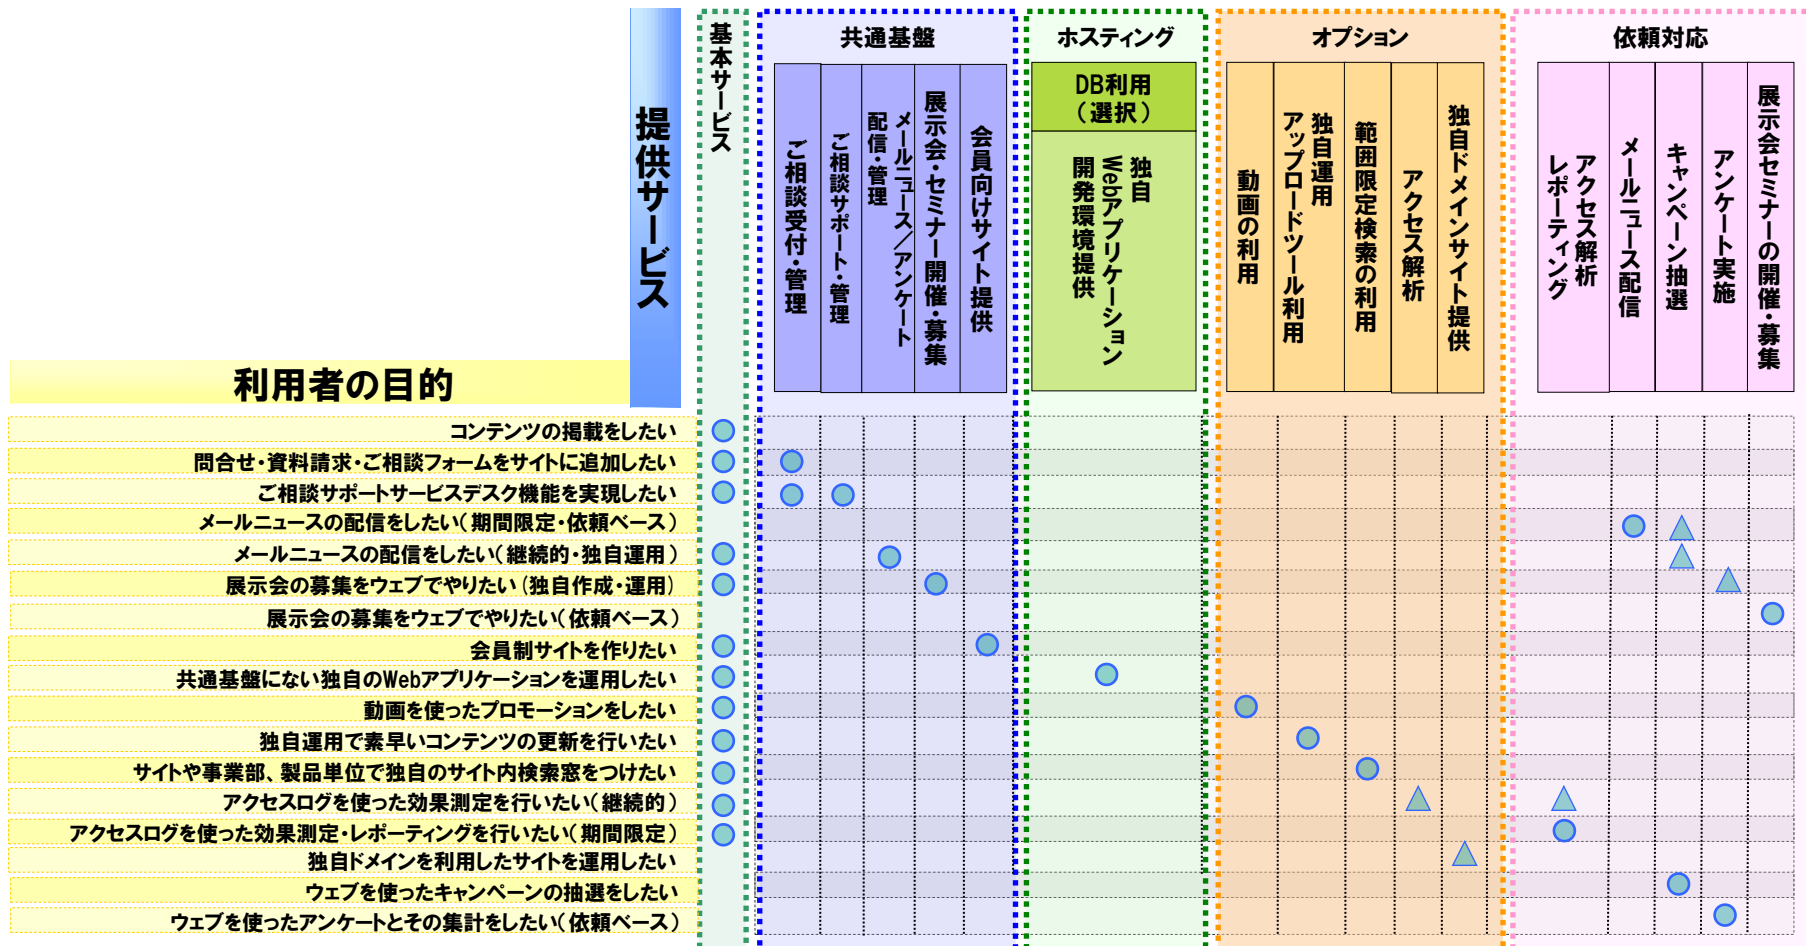 提供サービス
基本サービス
共通基盤
ホスティング
オプション
依頼対応
ご相談受付・管理
ご相談サポート・管理
メールニュース／アンケート
配信・管理
展示会・セミナー開催・募集
会員向けサイト提供
DB利用
（選択）
独自
Webアプリケーション
開発環境提供
動画の利用
独自運用
アップロードツール利用
範囲限定検索の利用
アクセス解析
独自ドメインサイト提供
アクセス解析
レポーティング
メールニュース配信
キャンペーン抽選
アンケート実施
展示会セミナーの開催・募集
利用者の目的
コンテンツの掲載をしたい
問合せ・資料請求・ご相談フォームをサイトに追加したい
ご相談サポートサービスデスク機能を実現したい
メールニュースの配信をしたい（期間限定・依頼ベース）
メールニュースの配信をしたい（継続的・独自運用）
展示会の募集をウェブでやりたい（独自作成・運用）
展示会の募集をウェブでやりたい（依頼ベース）
会員制サイトを作りたい
共通基盤にない独自のWebアプリケーションを運用したい
動画を使ったプロモーションをしたい
独自運用で素早いコンテンツの更新を行いたい
サイトや事業部、製品単位で独自のサイト内検索窓をつけたい
アクセスログを使った効果測定を行いたい（継続的）
アクセスログを使った効果測定・レポーティングを行いたい（期間限定）
独自ドメインを利用したサイトを運用したい
ウェブを使ったキャンペーンの抽選をしたい
ウェブを使ったアンケートとその集計をしたい（依頼ベース）